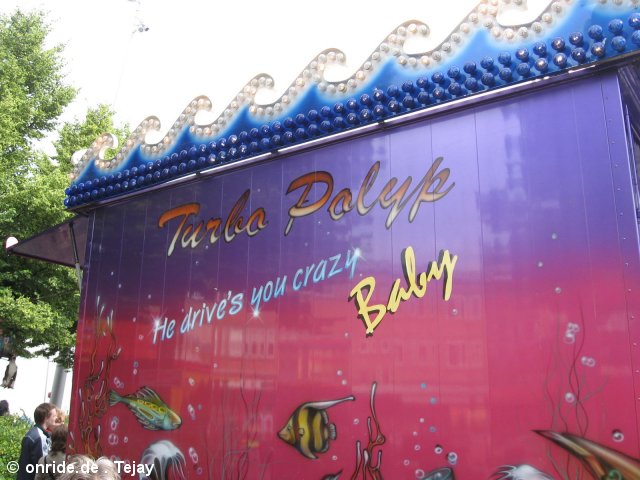 Turbo Polyp
He drive's you crazy
Baby
© onride.de . Tejay